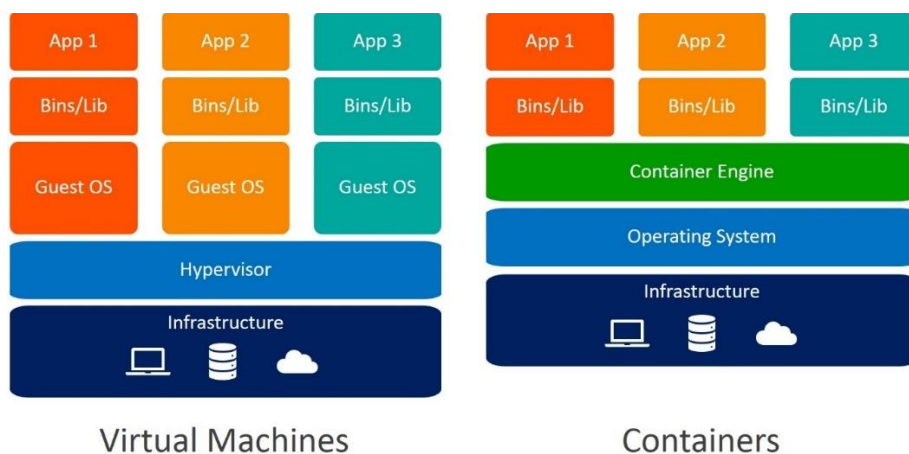 App 1
App 2
App 3
Bins/Lib
Bins/Lib
Bins/Lib
Guest OS
Guest OS
Guest OS
Hypervisor
Infrastructure
Virtual Machines
App 1
App 2
App 3
Bins/Lib
Bins/Lib
Bins/Lib
Container Engine
Operating System
Infrastructure
Containers